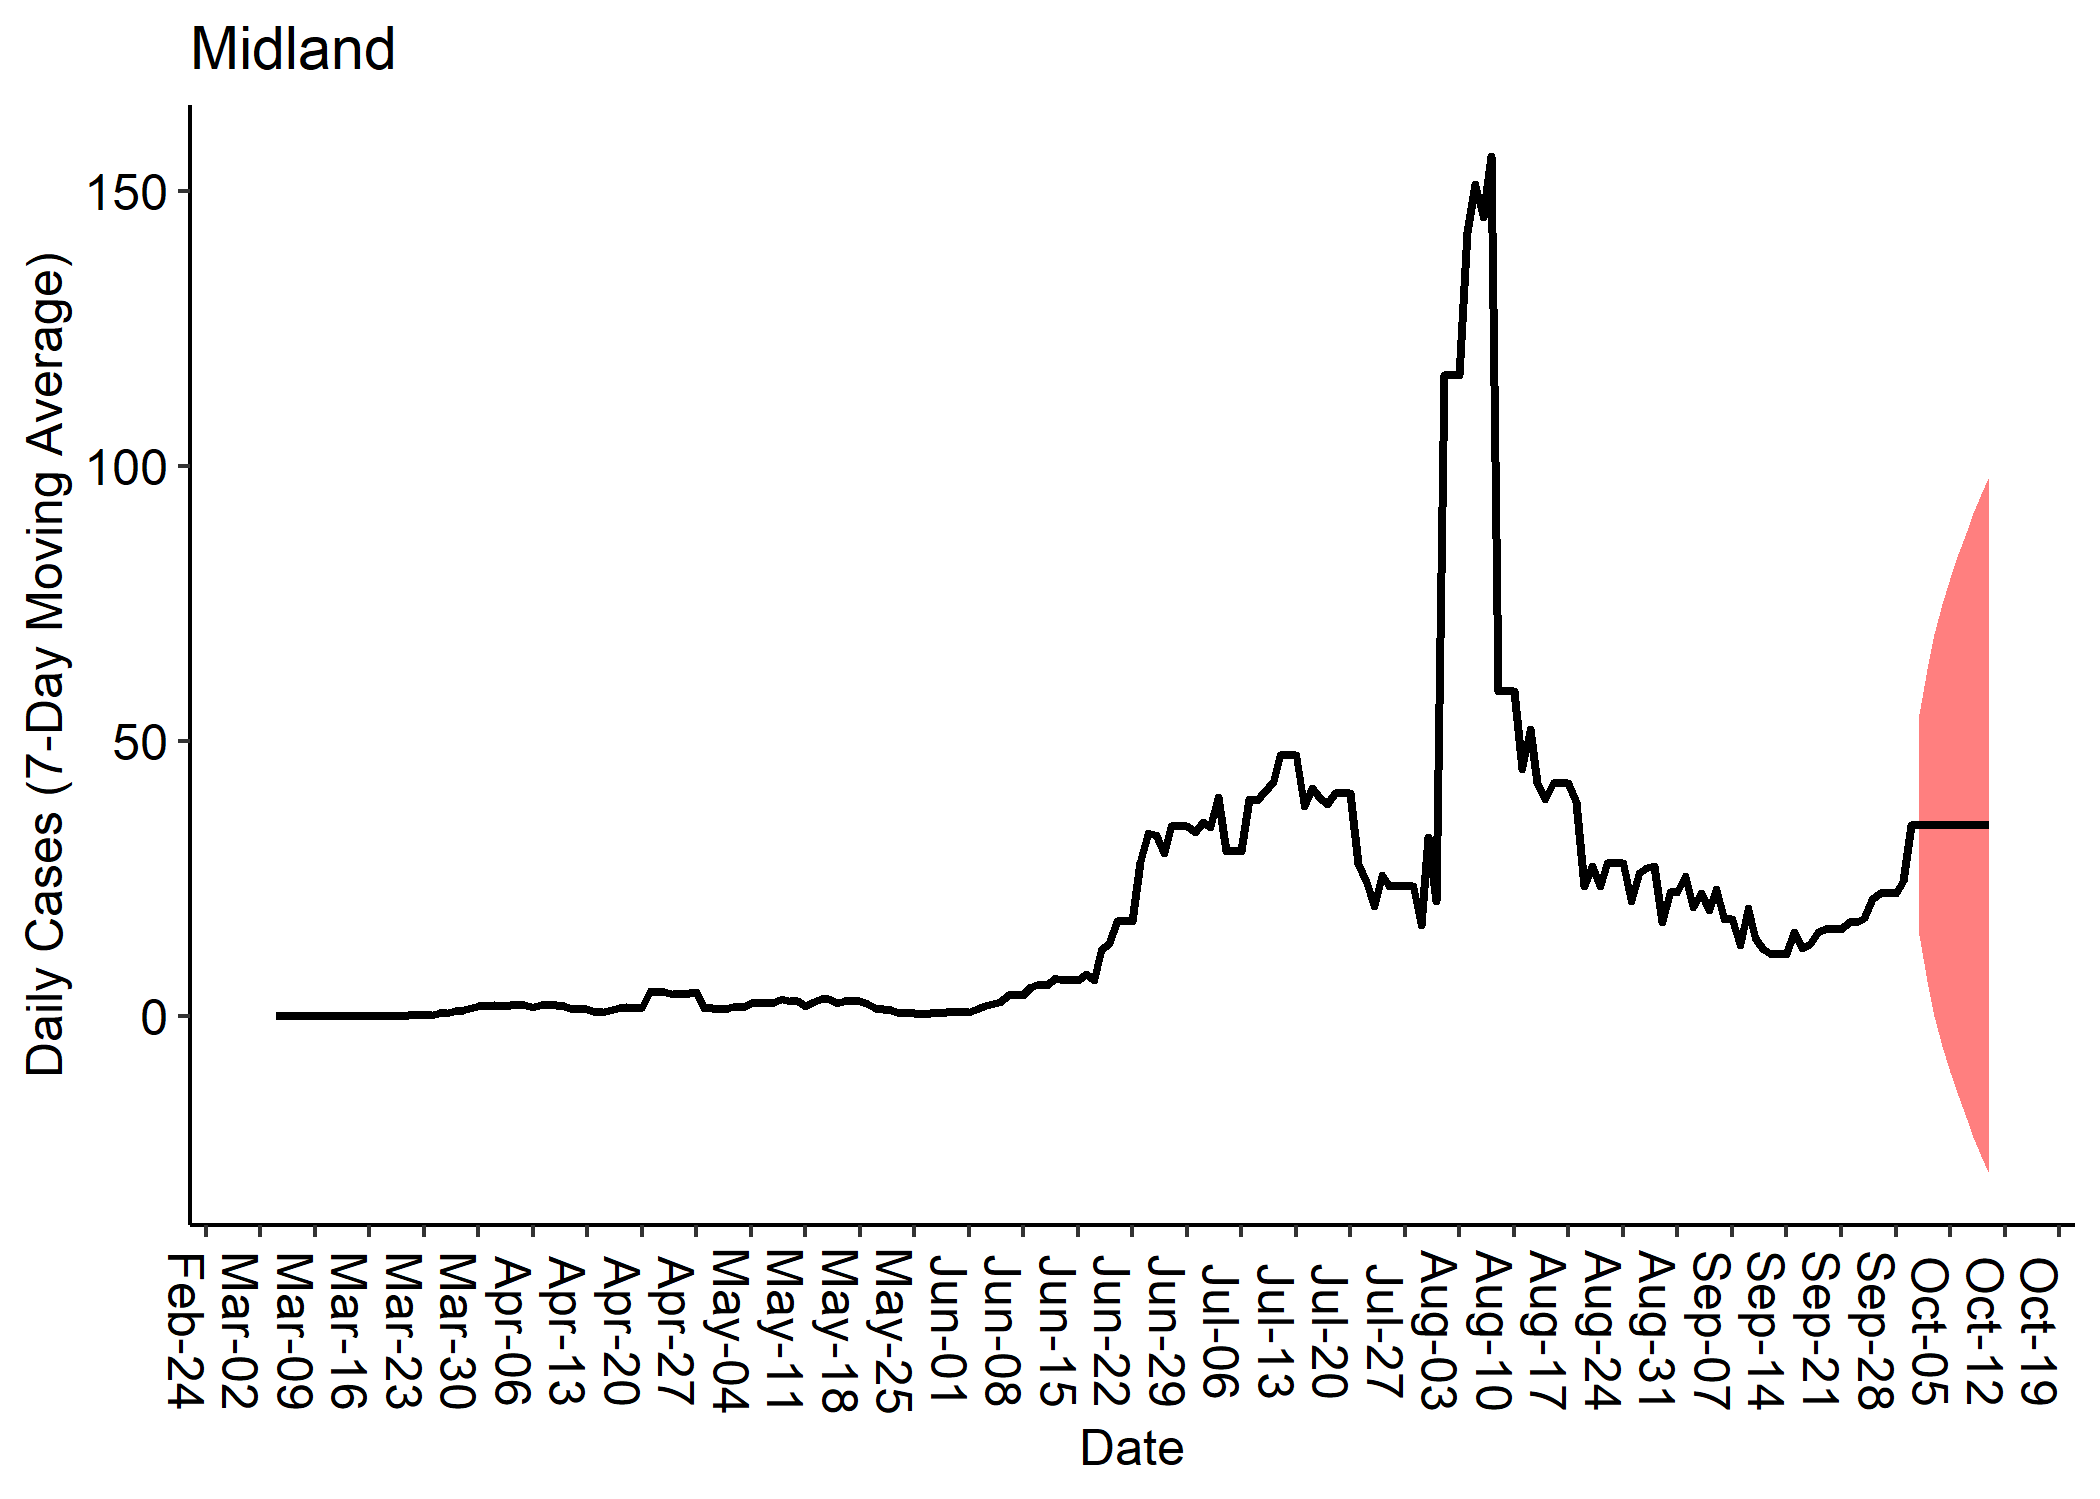 Midland
Daily Cases (7-Day Moving Average)
150
100
50
0
Feb-24
Mar-02
Mar-09
Mar-16
Mar-23
Mar-30
Apr-06
Apr-13
Apr-20
Apr-27
May-04
May-11
May-18
May-25
Jun-01
Jun-08
Jun-15
Jun-22
Jun-29
Jul-06
Jul-13
Jul-20
Jul-27
Aug-03
Aug-10
Aug-17
Aug-24
Aug-31
Sep-07
Sep-14
Sep-21
Sep-28
Oct-05
Oct-12
Oct-19
Date